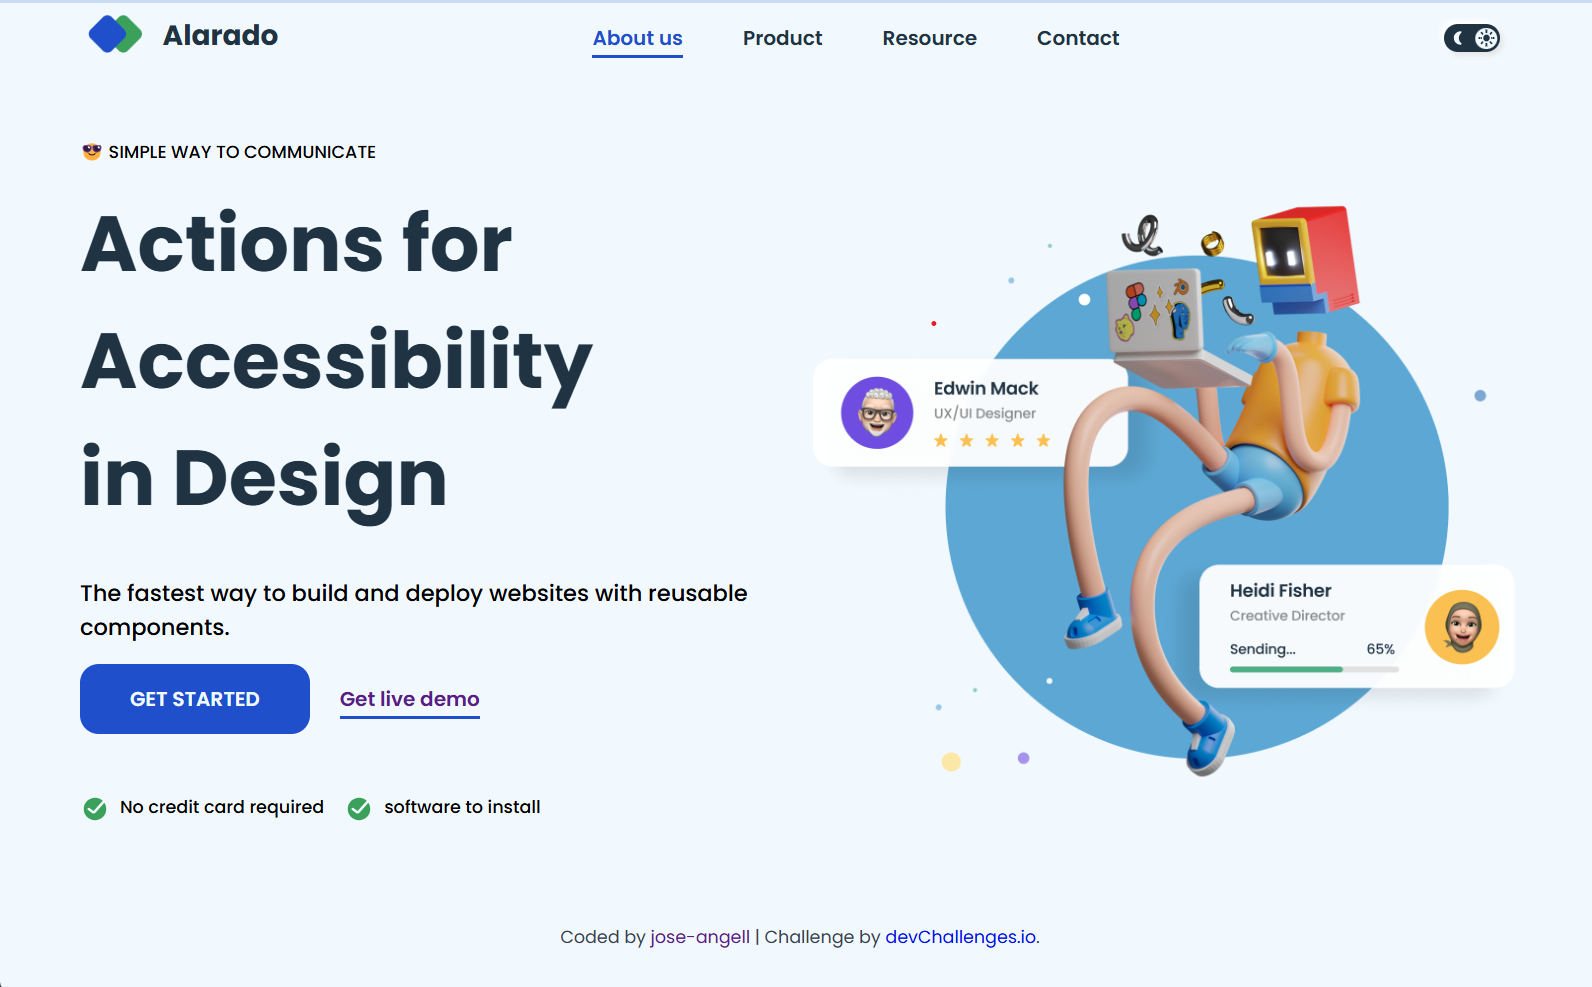 Alarado
About us
Product
Resource
Contact
SIMPLE WAY TO COMMUNICATE
Actions for
Accessibility
in Design
The fastest way to build and deploy websites with reusable
components.
GET STARTED
Get live demo
No credit card required
software to install
Edwin Mack
UX/UI Designer
Heidi Fisher
Creative Director
Sending...
65%
Coded by jose-angell | Challenge by devChallenges.io.